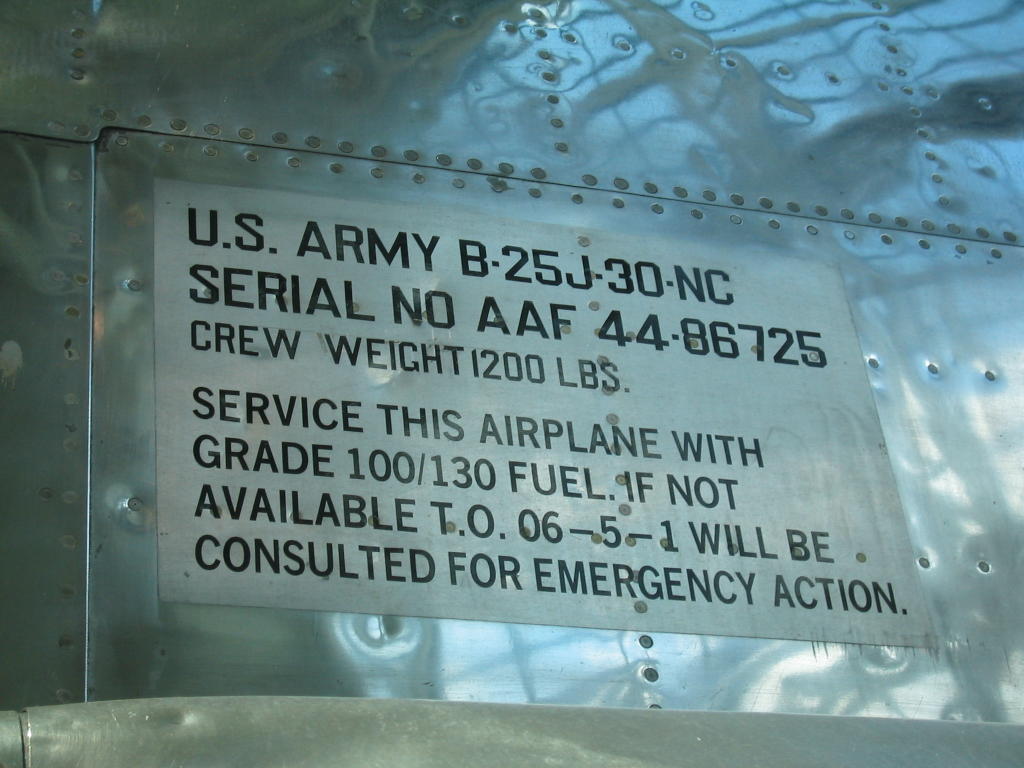 U.S. ARMY B-25J-30-NC
SERIAL NO AAF 44-86725
CREW WEIGHT 1200 LBS.
SERVICE THIS AIRPLANE WITH
GRADE 100/130 FUEL. IF NOT
AVAILABLE T.O. 06-5-1 WILL BE
CONSULTED FOR EMERGENCY ACTION.